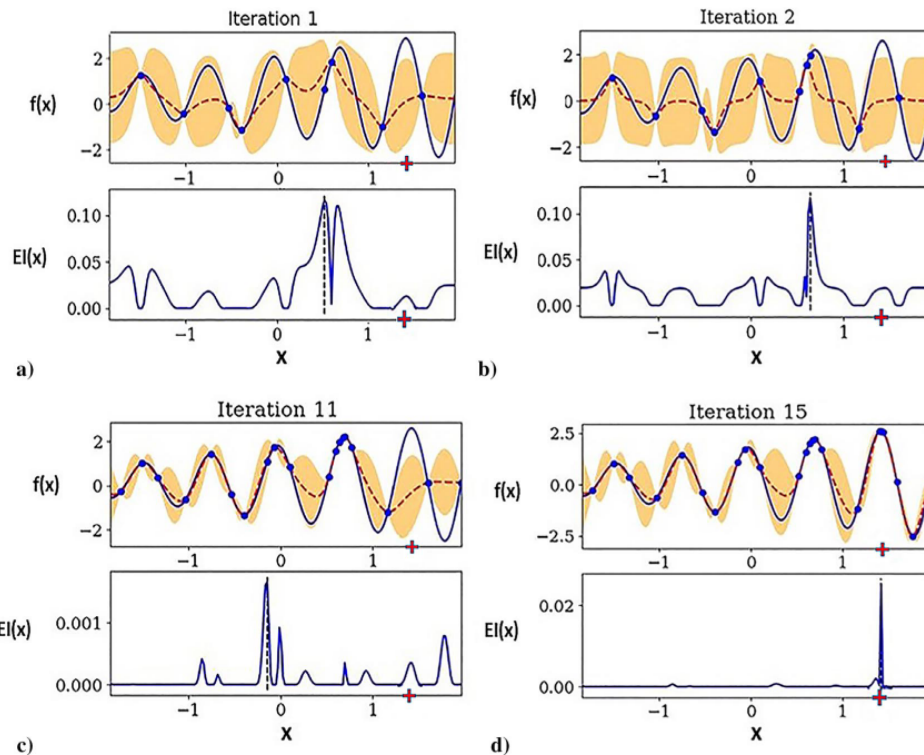 Iteration 1
2
f(x)
0
−2
−1
0
1
0.10
EI(x)
0.05
0.00
−1
0
1
a)
X
Iteration 2
2
f(x)
0
−2
−1
0
1
0.10
EI(x)
0.05
0.00
−1
0
1
b)
X
Iteration 11
2
f(x)
0
−2
−1
0
1
0.001
EI(x)
0.000
−1
0
1
c)
X
Iteration 15
2.5
f(x)
0.0
−2.5
−1
0
1
0.02
EI(x)
0.00
−1
0
1
d)
X